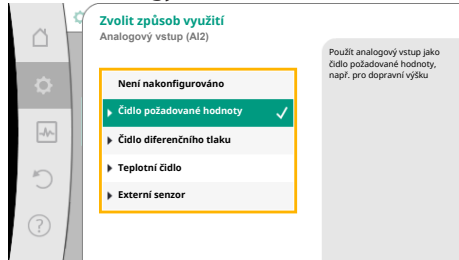 Zvolit způsob využití
Analogový vstup (AI2)
Použít analogový vstup jako
čidlo požadované hodnoty,
např. pro dopravní výšku
Není nakonfigurováno
Čidlo požadované hodnoty
Čidlo diferenčního tlaku
Teplotní čidlo
Externí senzor
?